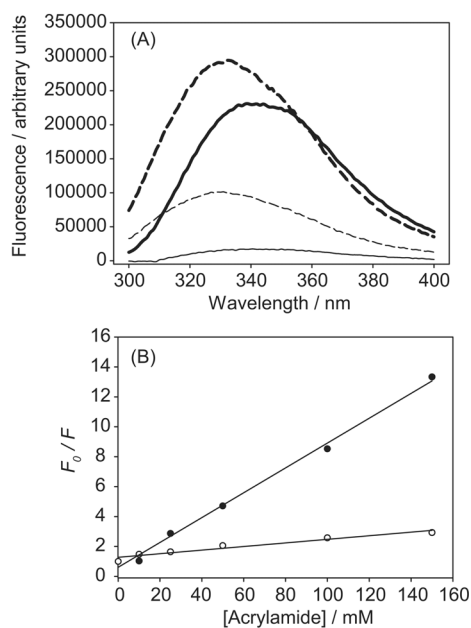 350000
(A)
300000
250000
200000
150000
100000
50000
0
Fluorescence / arbitrary units
300 320 340 360 380 400
Wavelength / nm
16
(B)
14
12
10
8
6
4
2
0
F0 / F
0 20 40 60 80 100 120 140 160
[Acrylamide] / mM